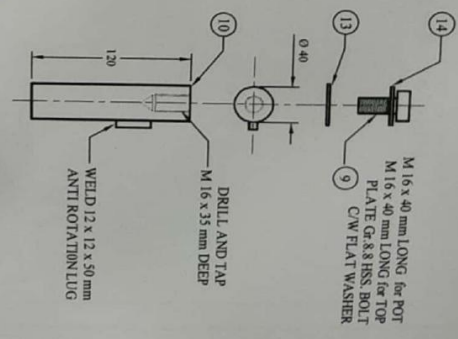 14
M 16 x 40 mm LONG for POT
M 16 x 40 mm LONG for TOP
PLATE Gr.8.8 HSS. BOLT
C/W FLAT WASHER
9
13
Ø 40
10
DRILL AND TAP
M 16 x 35 mm DEEP
120
WELD 12 x 12 x 50 mm
ANTI ROTATION LUG